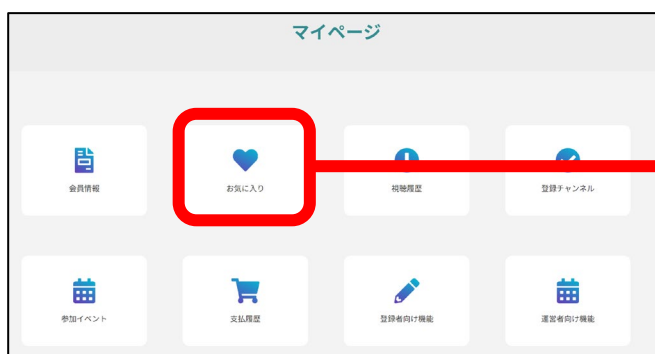 マイページ
会員情報
お気に入り
視聴履歴
登録チャンネル
参加イベント
支払履歴
登録者向け機能
運営者向け機能